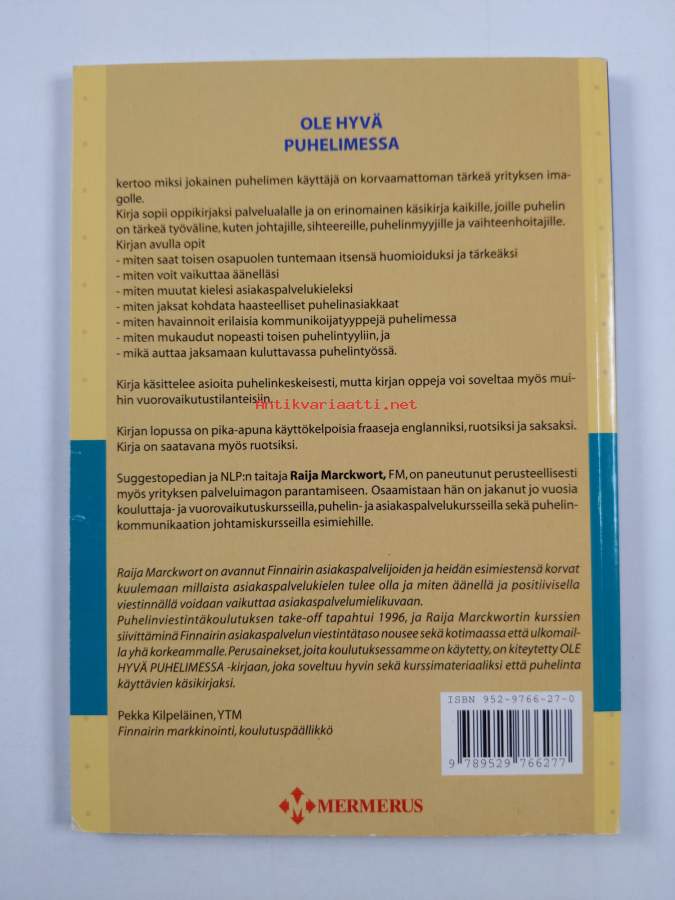 OLE HYVÄ
PUHELIMESSA
kertoo miksi jokainen puhelimen käyttäjä on korvaamattoman tärkeä yrityksen ima-
golle.
Kirja sopii oppikirjaksi palvelualalle ja on erinomainen käsikirja kaikille, joille puhelin
on tärkeä työväline, kuten johtajille, sihteereille, puhelinmyyjille ja vaihteenhoitajille.
Kirjan avulla opit
- miten saat toisen osapuolen tuntemaan itsensä huomioiduksi ja tärkeäksi
- miten voit vaikuttaa äänelläsi
- miten muutat kielesi asiakaspalvelukieleksi
- miten jaksat kohdata haasteelliset puhelinasiakkaat
- miten havainnoit erilaisia kommunikoijatyyppejä puhelimessa
- miten mukaudut nopeasti toisen puhelintyyliin, ja
- mikä auttaa jaksamaan kuluttavassa puhelintyössä.
Kirja käsittelee asioita puhelinkeskeisesti, mutta kirjan oppeja voi soveltaa myös mui-
hin vuorovaikutustilanteisiin.
Antikvariaatti.net
Kirjan lopussa on pika-apuna käyttökelpoisia fraaseja englanniksi, ruotsiksi ja saksaksi.
Kirja on saatavana myös ruotsiksi.
Suggestopedian ja NLP:n taitaja Raija Marckwort, FM, on paneutunut perusteellisesti
myös yrityksen palveluimagon parantamiseen. Osaamistaan hän on jakanut jo vuosia
kouluttaja- ja vuorovaikutuskursseilla, puhelin- ja asiakaspalvelukursseilla sekä puhelin-
kommunikaation johtamiskursseilla esimiehille.
Raija Marckwort on avannut Finnairin asiakaspalvelijoiden ja heidän esimiestensä korvat
kuulemaan millaista asiakaspalvelukielen tulee olla ja miten äänellä ja positiivisella
viestinnällä voidaan vaikuttaa asiakaspalvelumielikuvaan.
Puhelinviestintäkoulutuksen take-off tapahtui 1996, ja Raija Marckwortin kurssien
siivittäminä Finnairin asiakaspalvelun viestintätaso nousee sekä kotimaassa että ulkomail-
la yhä korkeammalle. Perusainekset, joita koulutuksessamme on käytetty, on kiteytetty OLE
HYVÄ PUHELIMESSA -kirjaan, joka soveltuu hyvin sekä kurssimateriaaliksi että puhelinta
käyttävien käsikirjaksi.
Pekka Kilpeläinen, YTM
Finnairin markkinointi, koulutuspäällikkö
ISBN 952-9766-27-0
9 789529 766277
MERMERUS